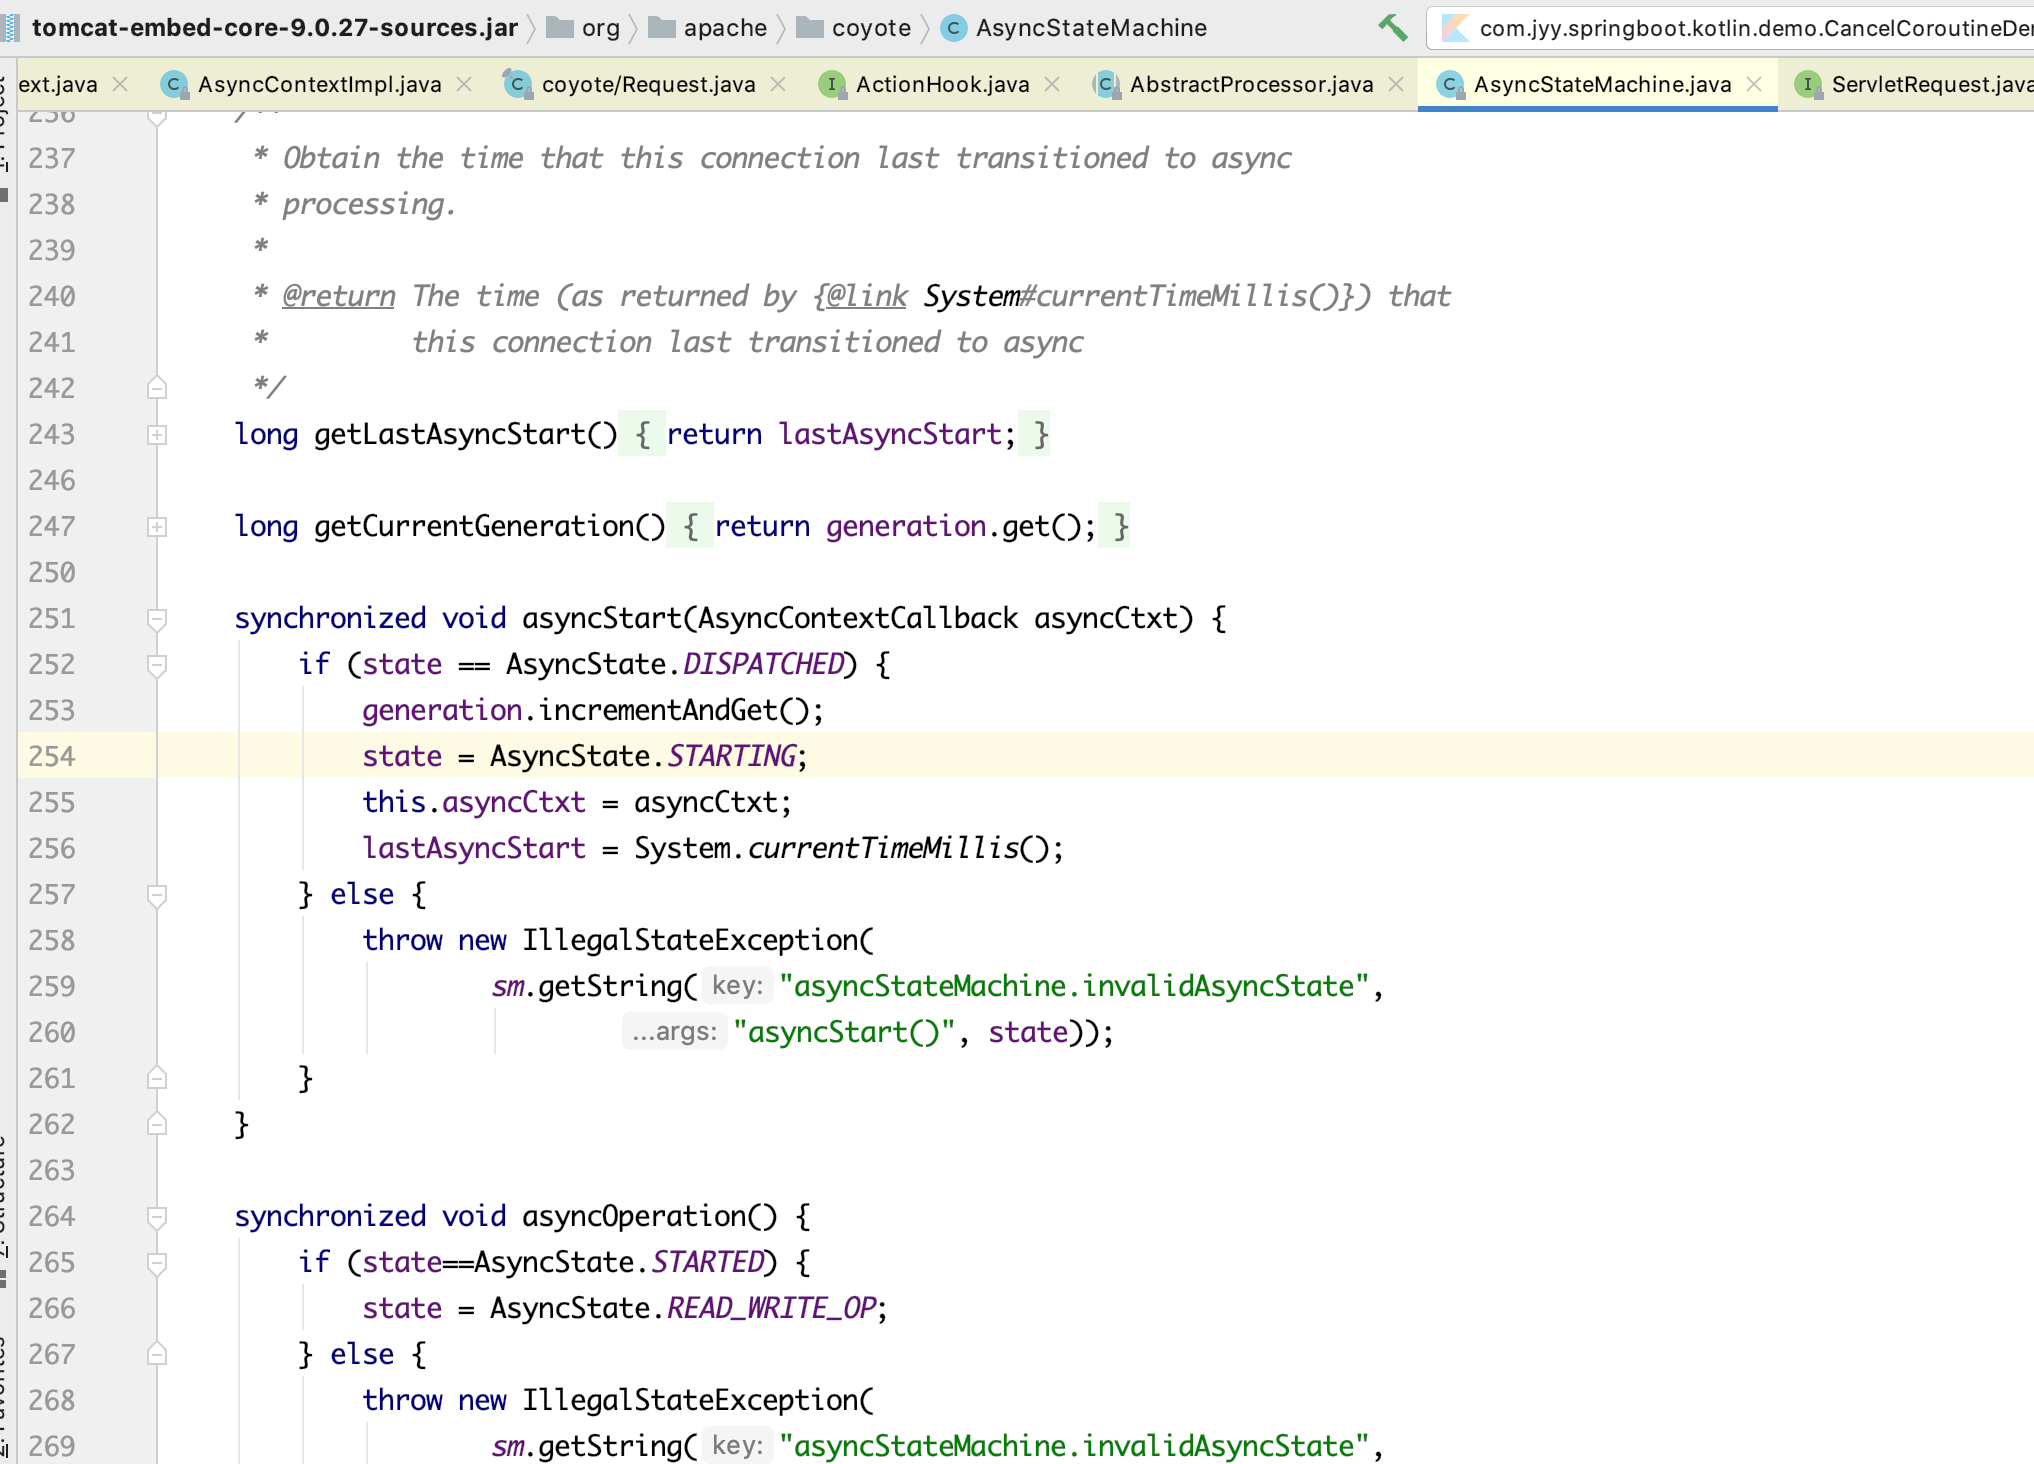 tomcat-embed-core-9.0.27-sources.jar org apache coyote C AsyncStateMachine com.jyy.springboot.kotlin.demo.CancelCoroutineDe
ext.java C AsyncContextImpl.java C coyote/Request.java I ActionHook.java C AbstractProcessor.java C AsyncStateMachine.java I ServletRequest.java
236 /**
237 * Obtain the time that this connection last transitioned to async
238 * processing.
239 *
240 * @return The time (as returned by {@link System#currentTimeMillis()}) that
241 * this connection last transitioned to async
242 */
243 long getLastAsyncStart() { return lastAsyncStart; }
246
247 long getCurrentGeneration() { return generation.get(); }
250
251 synchronized void asyncStart(AsyncContextCallback asyncCtxt) {
252 if (state == AsyncState.DISPATCHED) {
253 generation.incrementAndGet();
254 state = AsyncState.STARTING;
255 this.asyncCtxt = asyncCtxt;
256 lastAsyncStart = System.currentTimeMillis();
257 } else {
258 throw new IllegalStateException(
259 sm.getString( key: "asyncStateMachine.invalidAsyncState",
260 ...args: "asyncStart()", state));
261 }
262 }
263
264 synchronized void asyncOperation() {
265 if (state==AsyncState.STARTED) {
266 state = AsyncState.READ_WRITE_OP;
267 } else {
268 throw new IllegalStateException(
269 sm.getString( key: "asyncStateMachine.invalidAsyncState",